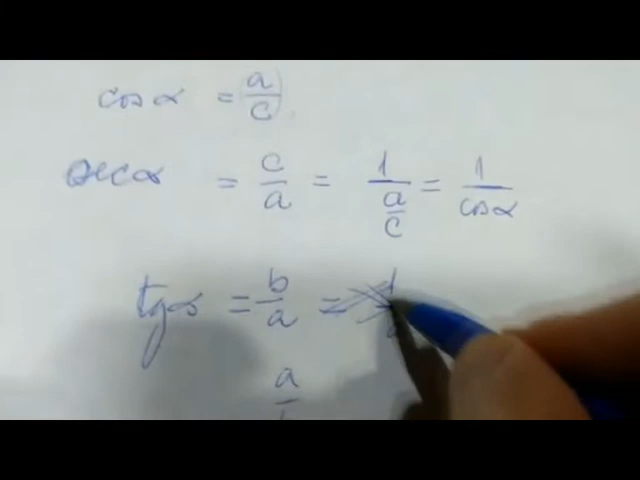 cos α = a/c
sec α = c/a = 1/(a/c) = 1/cos α
tg α = b/a =
a